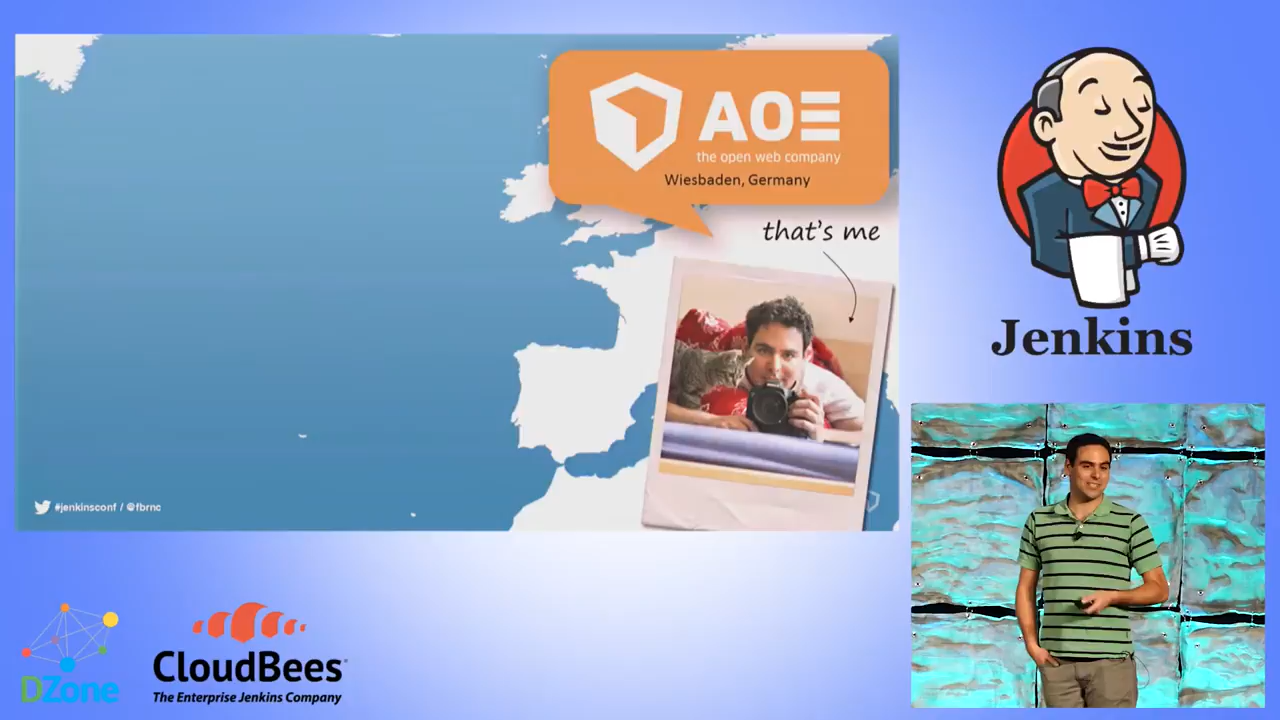 AOE
the open web company
Wiesbaden, Germany
that's me
#jenkinsconf / @fbrnc
Jenkins
DZone
CloudBees
The Enterprise Jenkins Company